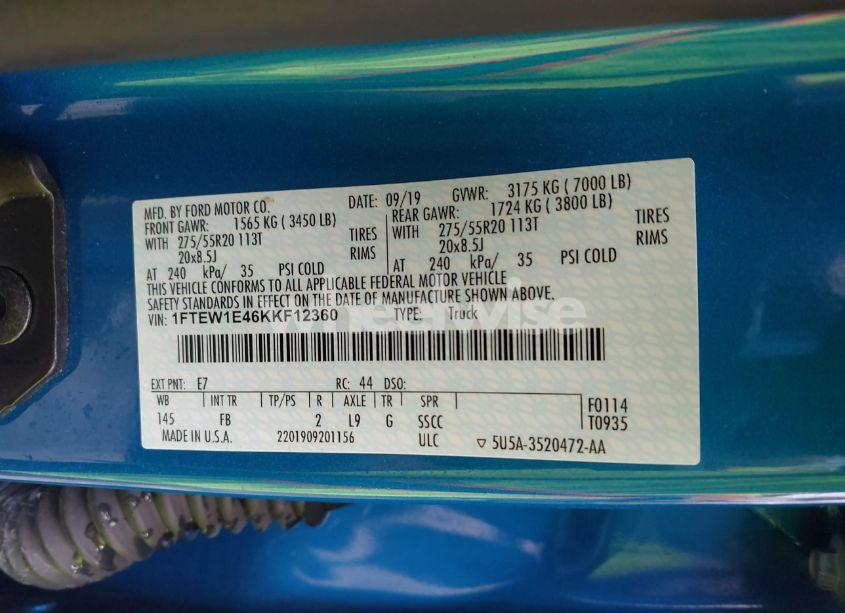 MFD. BY FORD MOTOR CO. DATE: 09/19 GVWR: 3175 KG ( 7000 LB)
FRONT GAWR: 1565 KG ( 3450 LB) REAR GAWR: 1724 KG ( 3800 LB)
WITH 275/55R20 113T TIRES WITH 275/55R20 113T TIRES
20x8.5J RIMS 20x8.5J RIMS
AT 240 kPa/ 35 PSI COLD AT 240 kPa/ 35 PSI COLD
THIS VEHICLE CONFORMS TO ALL APPLICABLE FEDERAL MOTOR VEHICLE
SAFETY STANDARDS IN EFFECT ON THE DATE OF MANUFACTURE SHOWN ABOVE.
VIN: 1FTEW1E46KKF12360 TYPE: Truck
wheelwise
EXT PNT: E7 RC: 44 DSO:
WB INT TR TP/PS R AXLE TR SPR F0114
145 FB 2 L9 G SSCC T0935
MADE IN U.S.A. 2201909201156 ULC ▽ 5U5A-3520472-AA